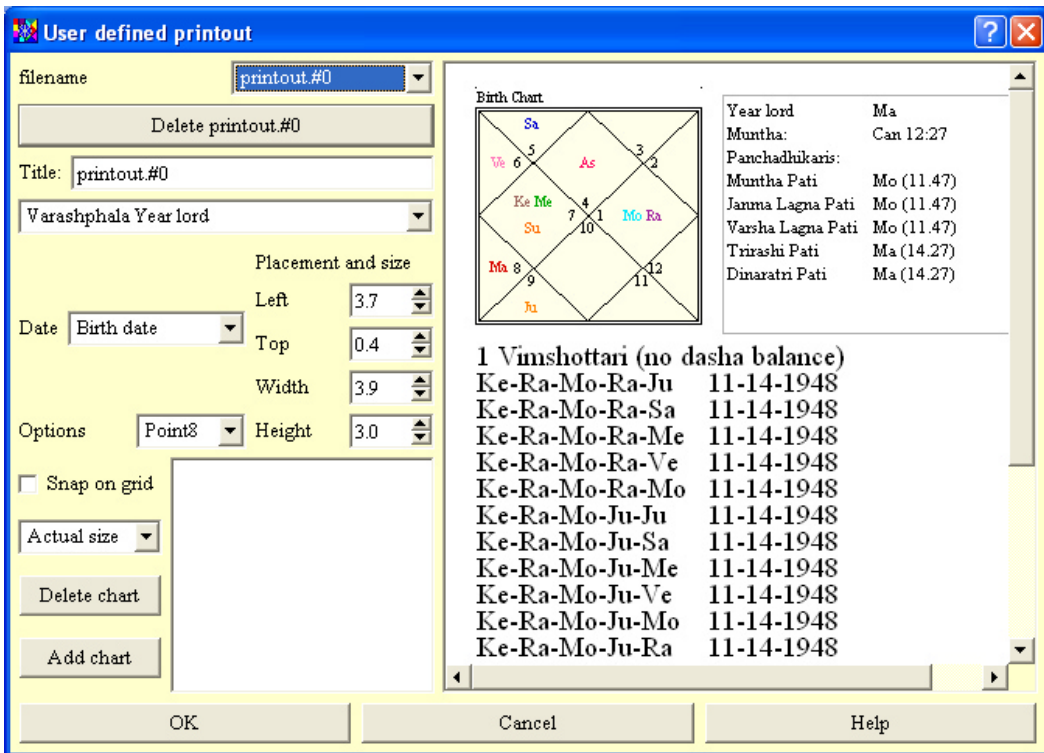 User defined printout
filename printout.#0
Delete printout.#0
Title: printout.#0
Varashphala Year lord
Placement and size
Left 3.7
Date Birth date
Top 0.4
Width 3.9
Options Point8 Height 3.0
Snap on grid
Actual size
Delete chart
Add chart
Birth Chart
Sa
5 3
Ve 6 As 2
Ke Me 4
7 1 Mo Ra
Su 10
Ma 8 12
9 11
Ju
Year lord Ma
Muntha: Can 12:27
Panchadhikaris:
Muntha Pati Mo (11.47)
Janma Lagna Pati Mo (11.47)
Varsha Lagna Pati Mo (11.47)
Trirashi Pati Ma (14.27)
Dinaratri Pati Ma (14.27)
1 Vimshottari (no dasha balance)
Ke-Ra-Mo-Ra-Ju 11-14-1948
Ke-Ra-Mo-Ra-Sa 11-14-1948
Ke-Ra-Mo-Ra-Me 11-14-1948
Ke-Ra-Mo-Ra-Ve 11-14-1948
Ke-Ra-Mo-Ra-Mo 11-14-1948
Ke-Ra-Mo-Ju-Ju 11-14-1948
Ke-Ra-Mo-Ju-Sa 11-14-1948
Ke-Ra-Mo-Ju-Me 11-14-1948
Ke-Ra-Mo-Ju-Ve 11-14-1948
Ke-Ra-Mo-Ju-Mo 11-14-1948
Ke-Ra-Mo-Ju-Ra 11-14-1948
OK Cancel Help